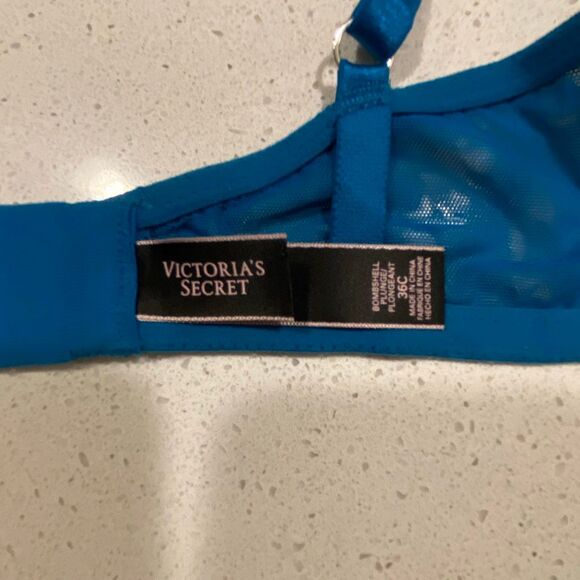 VICTORIA'S
SECRET
BOMBSHELL
PLUNGE/
PLONGEANT
36C
MADE IN CHINA
FABRIQUÉ EN CHINE
HECHO EN CHINA